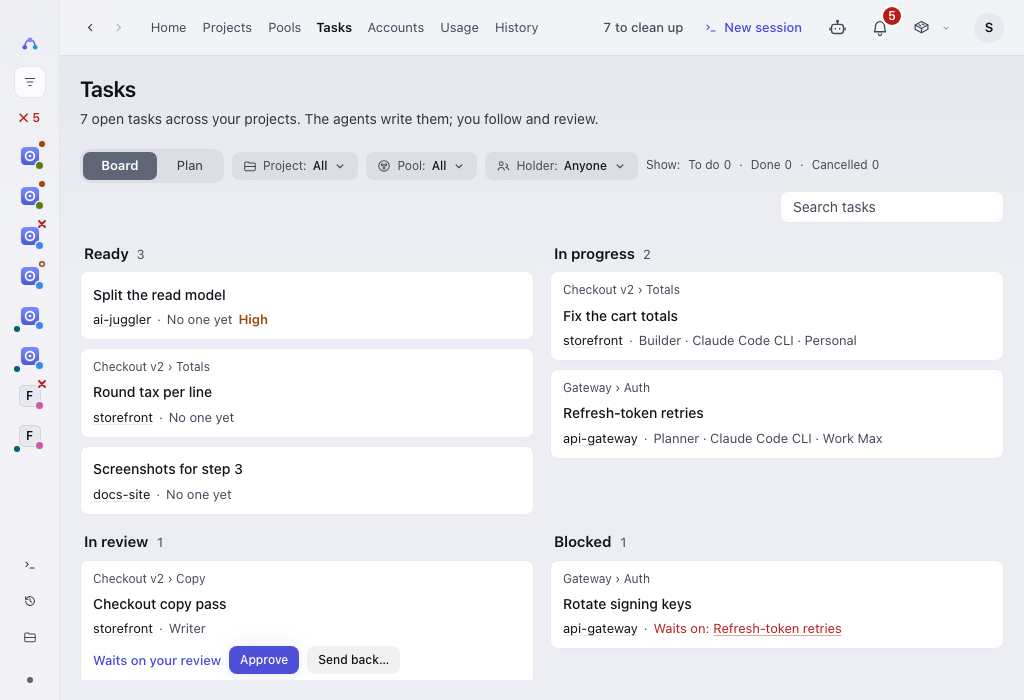 Home Projects Pools Tasks Accounts Usage History 7 to clean up New session 5 S
5
F
F
Tasks
7 open tasks across your projects. The agents write them; you follow and review.
Board Plan Project: All Pool: All Holder: Anyone Show: To do 0 · Done 0 · Cancelled 0
Search tasks
Ready 3
Split the read model
ai-juggler · No one yet High
Checkout v2 › Totals
Round tax per line
storefront · No one yet
Screenshots for step 3
docs-site · No one yet
In progress 2
Checkout v2 › Totals
Fix the cart totals
storefront · Builder · Claude Code CLI · Personal
Gateway › Auth
Refresh-token retries
api-gateway · Planner · Claude Code CLI · Work Max
In review 1
Checkout v2 › Copy
Checkout copy pass
storefront · Writer
Waits on your review Approve Send back...
Blocked 1
Gateway › Auth
Rotate signing keys
api-gateway · Waits on: Refresh-token retries